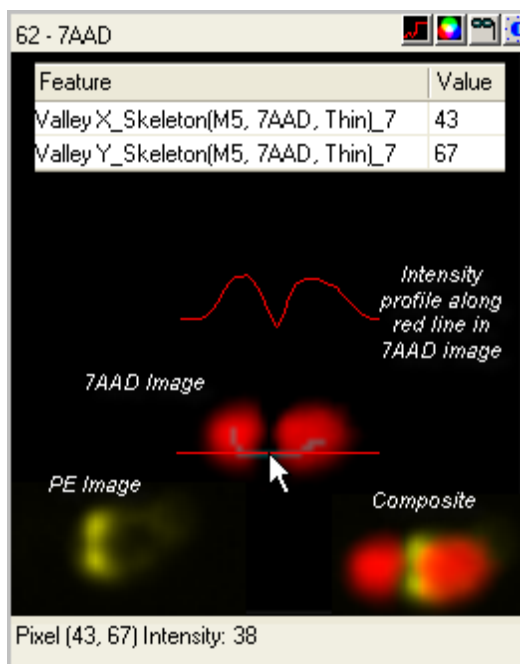 62 - 7AAD
Feature Value
Valley X_Skeleton(M5, 7AAD, Thin)_7 43
Valley Y_Skeleton(M5, 7AAD, Thin)_7 67
Intensity
profile along
red line in
7AAD image
7AAD Image
PE Image
Composite
Pixel (43, 67) Intensity: 38